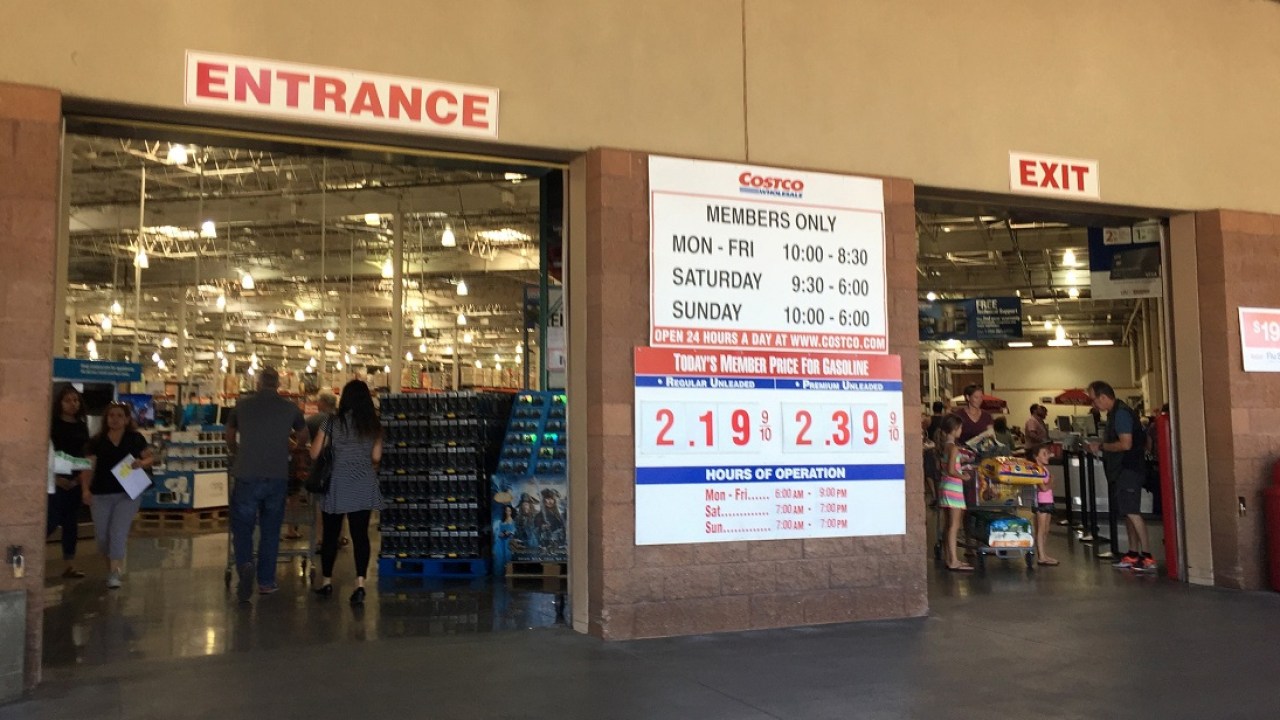 ENTRANCE
EXIT
COSTCO
WHOLESALE
MEMBERS ONLY
MON - FRI 10:00 - 8:30
SATURDAY 9:30 - 6:00
SUNDAY 10:00 - 6:00
OPEN 24 HOURS A DAY AT WWW.COSTCO.COM
TODAY'S MEMBER PRICE FOR GASOLINE
• REGULAR UNLEADED • PREMIUM UNLEADED
2.19 9/10 2.39 9/10
HOURS OF OPERATION
Mon - Fri...... 6:00 AM - 9:00 PM
Sat............. 7:00 AM - 7:00 PM
Sun............. 7:00 AM - 7:00 PM
FREE
$19